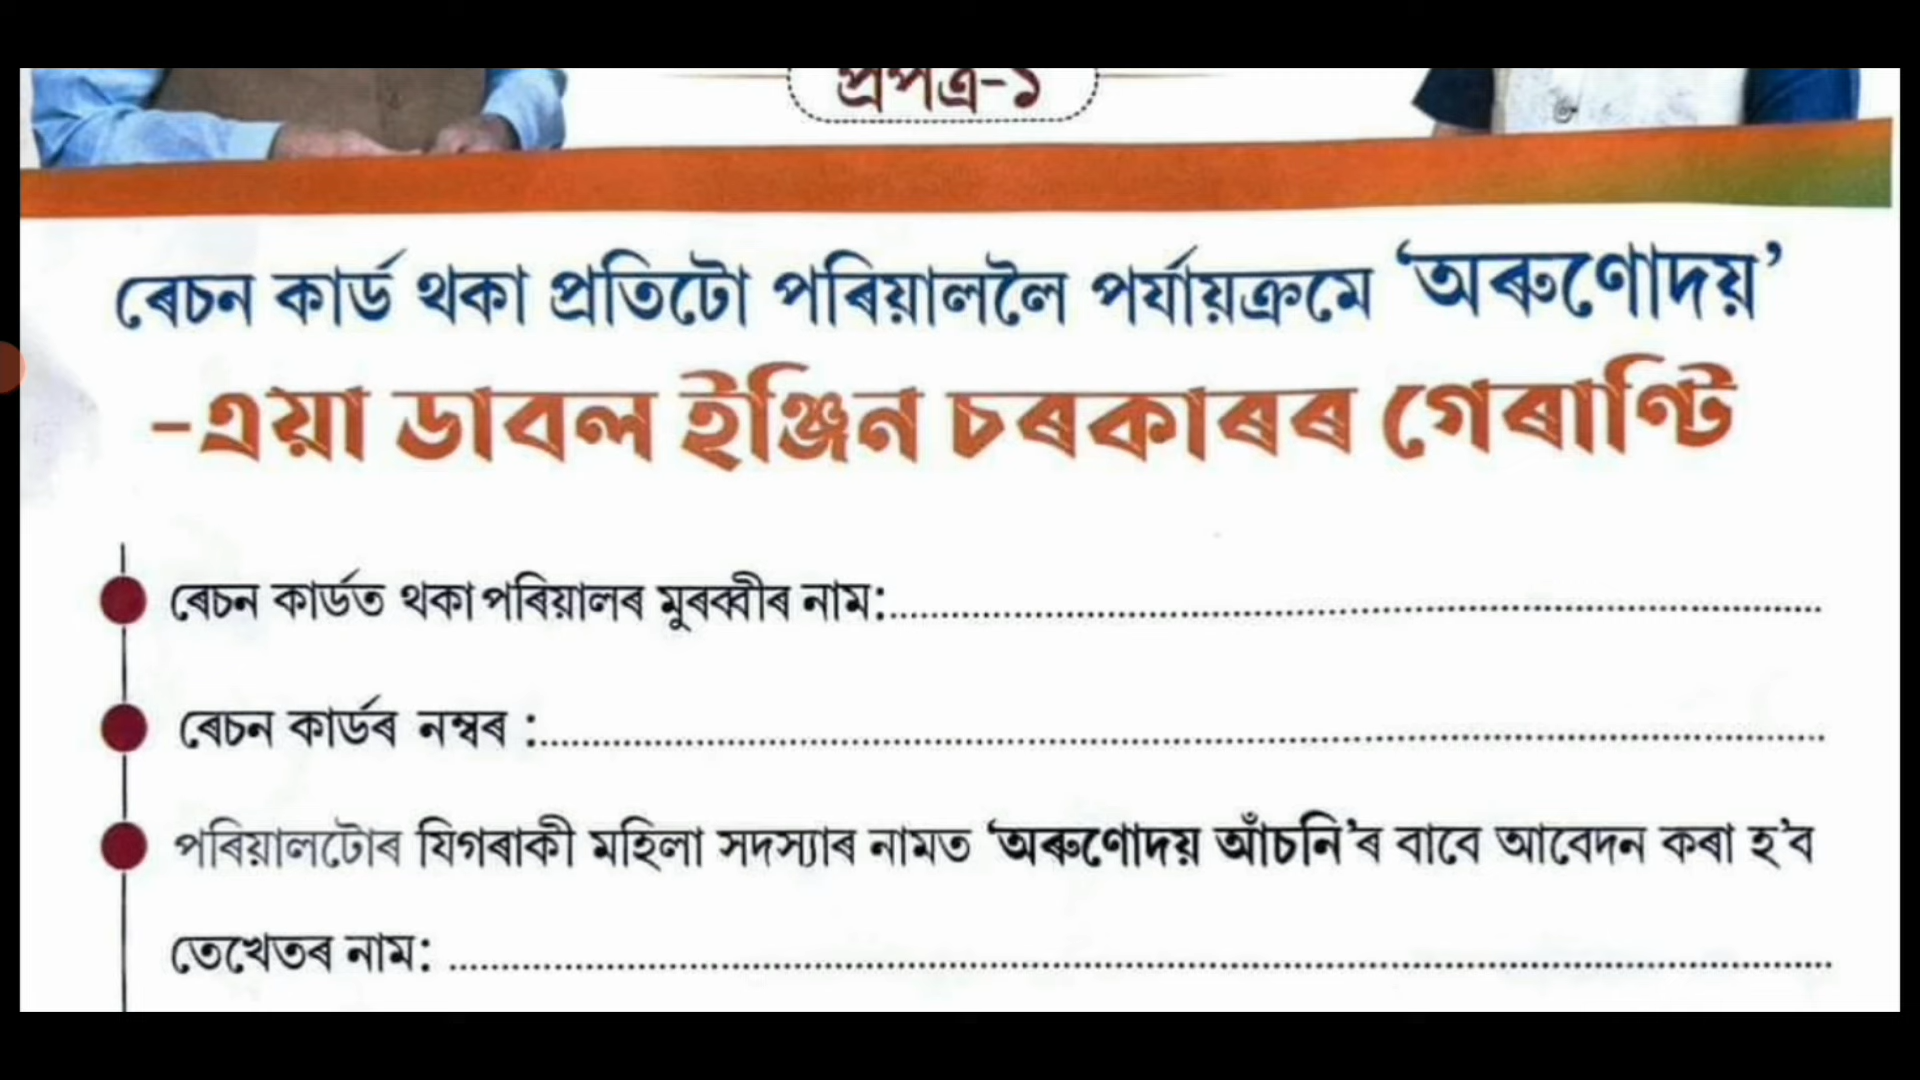 প্ৰপত্ৰ-১
ৰেচন কাৰ্ড থকা প্ৰতিটো পৰিয়াললৈ পৰ্যায়ক্ৰমে ‘অৰুণোদয়’
-এয়া ডাবল ইঞ্জিন চৰকাৰৰ গেৰাণ্টি
ৰেচন কাৰ্ডত থকা পৰিয়ালৰ মুৰব্বীৰ নাম:..........................................................................
ৰেচন কাৰ্ডৰ নম্বৰ :..........................................................................
পৰিয়ালটোৰ যিগৰাকী মহিলা সদস্যাৰ নামত ‘অৰুণোদয় আঁচনি’ৰ বাবে আবেদন কৰা হ’ব
তেখেতৰ নাম: ..........................................................................